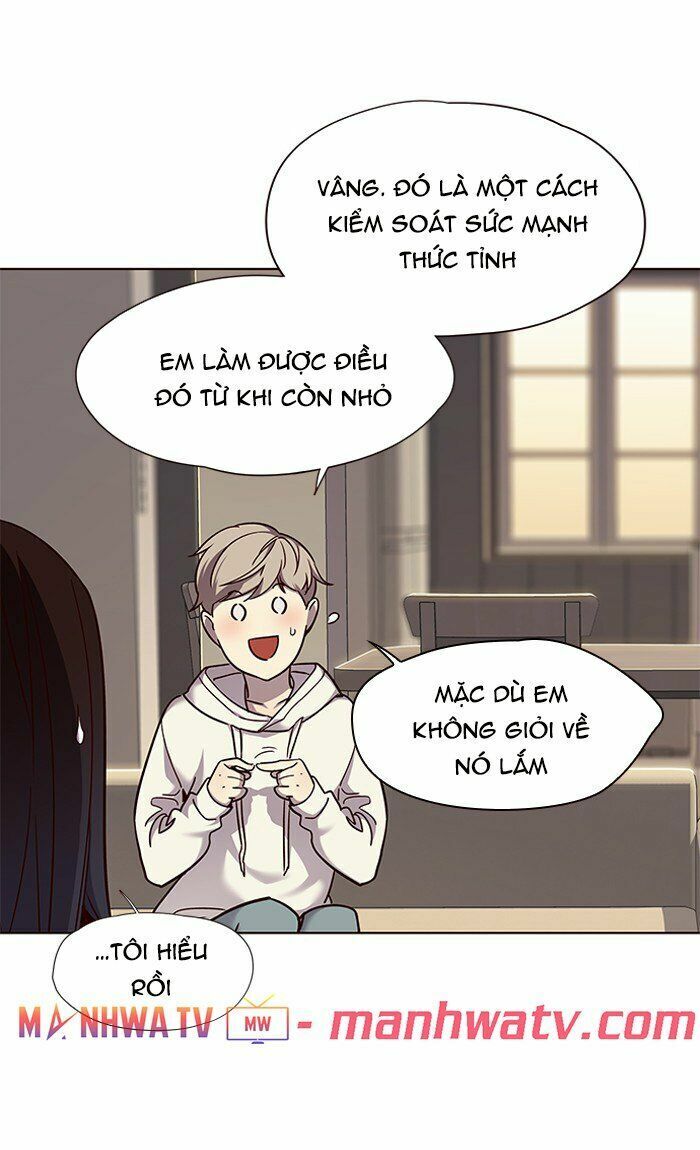 VÂNG. ĐÓ LÀ MỘT CÁCH
KIỂM SOÁT SỨC MẠNH
THỨC TỈNH
EM LÀM ĐƯỢC ĐIỀU
ĐÓ TỪ KHI CÒN NHỎ
MẶC DÙ EM
KHÔNG GIỎI VỀ
NÓ LẮM
...TÔI HIỂU
RỒI
MANHWA TV MW - manhwatv.com